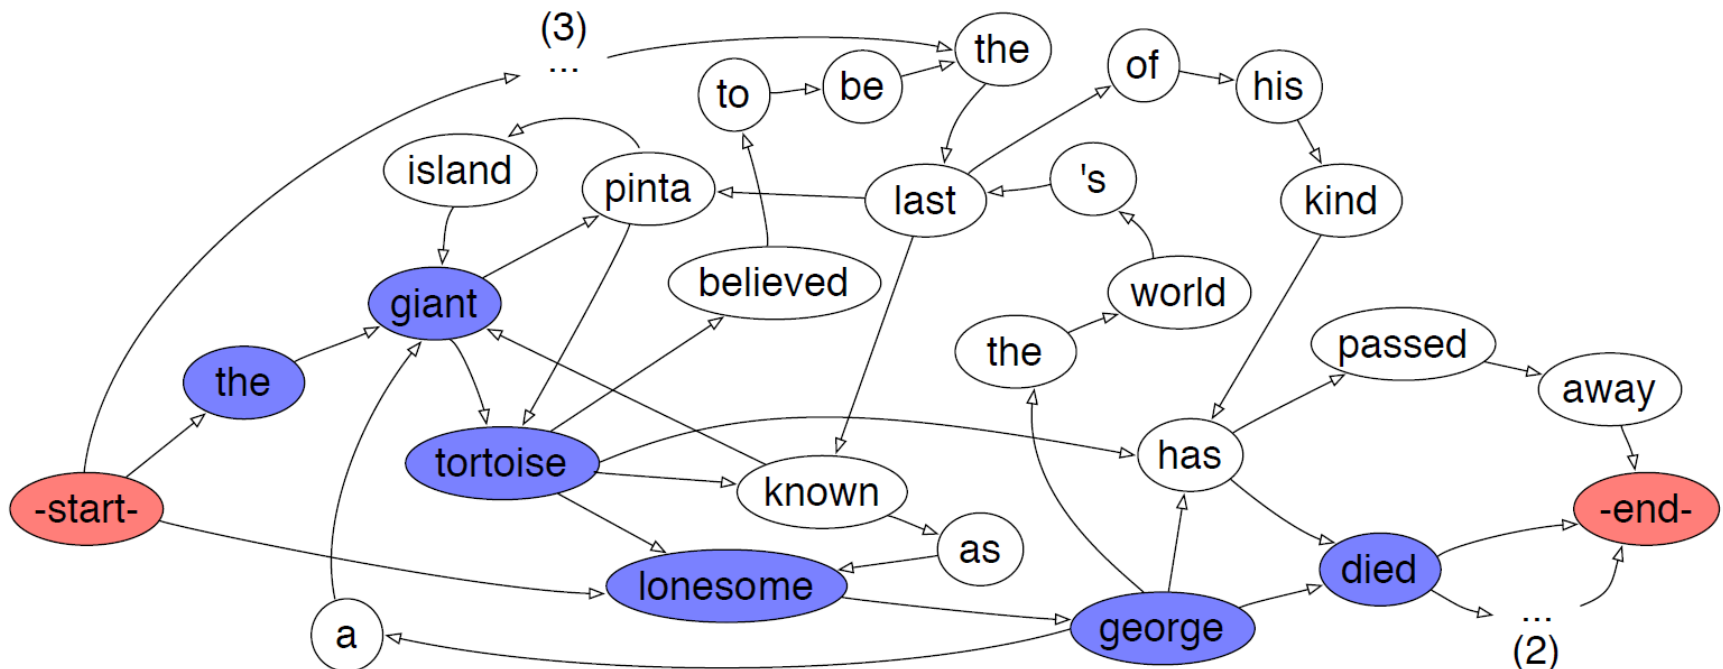 (3)
...
the
of
to
be
his
island
pinta
last
's
kind
believed
giant
world
the
the
passed
away
tortoise
has
known
-start-
-end-
as
lonesome
died
a
george
...
(2)